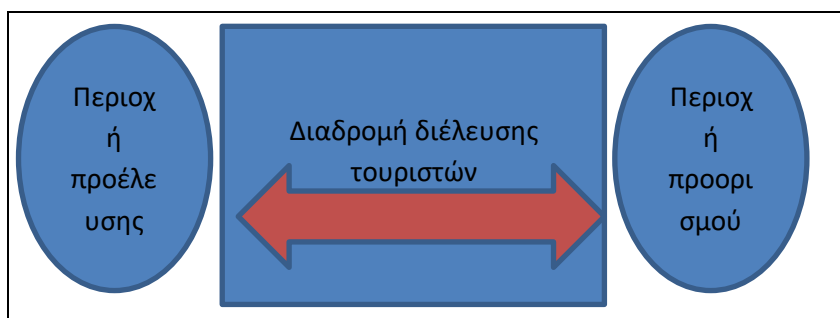 Περιοχ
ή
προέλε
υσης
Διαδρομή διέλευσης
τουριστών
Περιοχ
ή
προορι
σμού